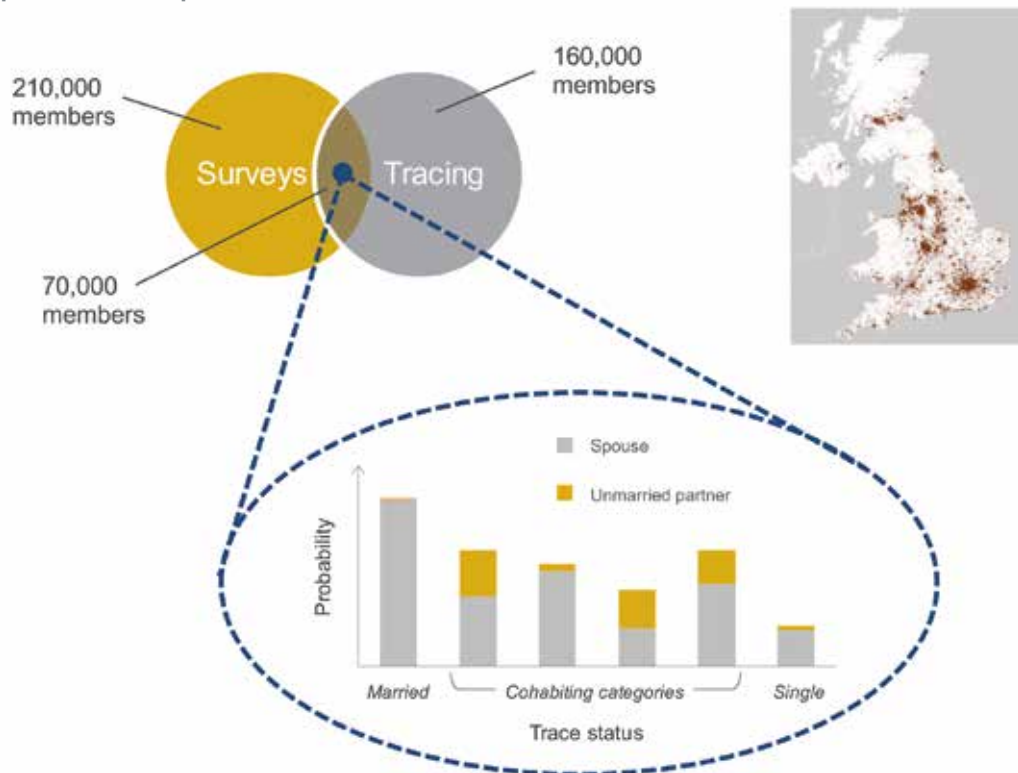 210,000
members
160,000
members
Surveys
Tracing
70,000
members
Spouse
Unmarried partner
Probability
Married
Cohabiting categories
Single
Trace status